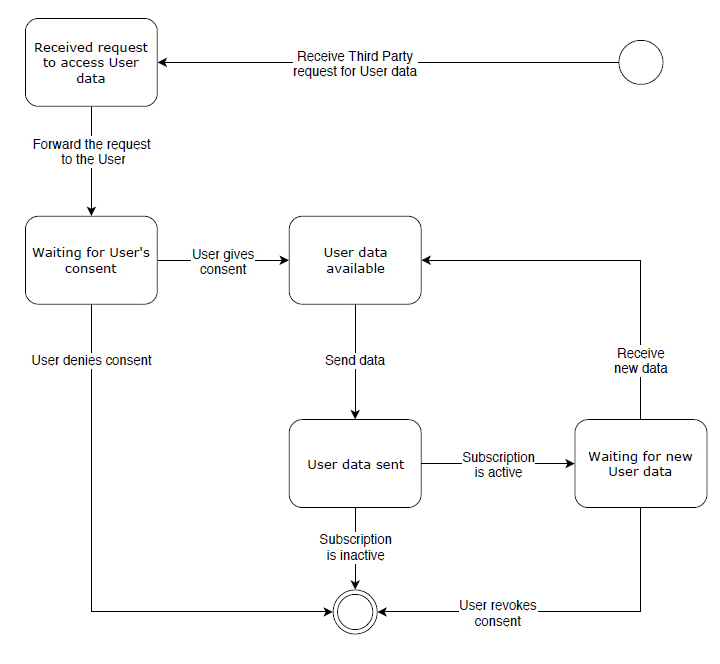 Received request
to access User
data
Receive Third Party
request for User data
Forward the request
to the User
Waiting for User's
consent
User gives
consent
User data
available
User denies consent
Send data
Receive
new data
User data sent
Subscription
is active
Waiting for new
User data
Subscription
is inactive
User revokes
consent